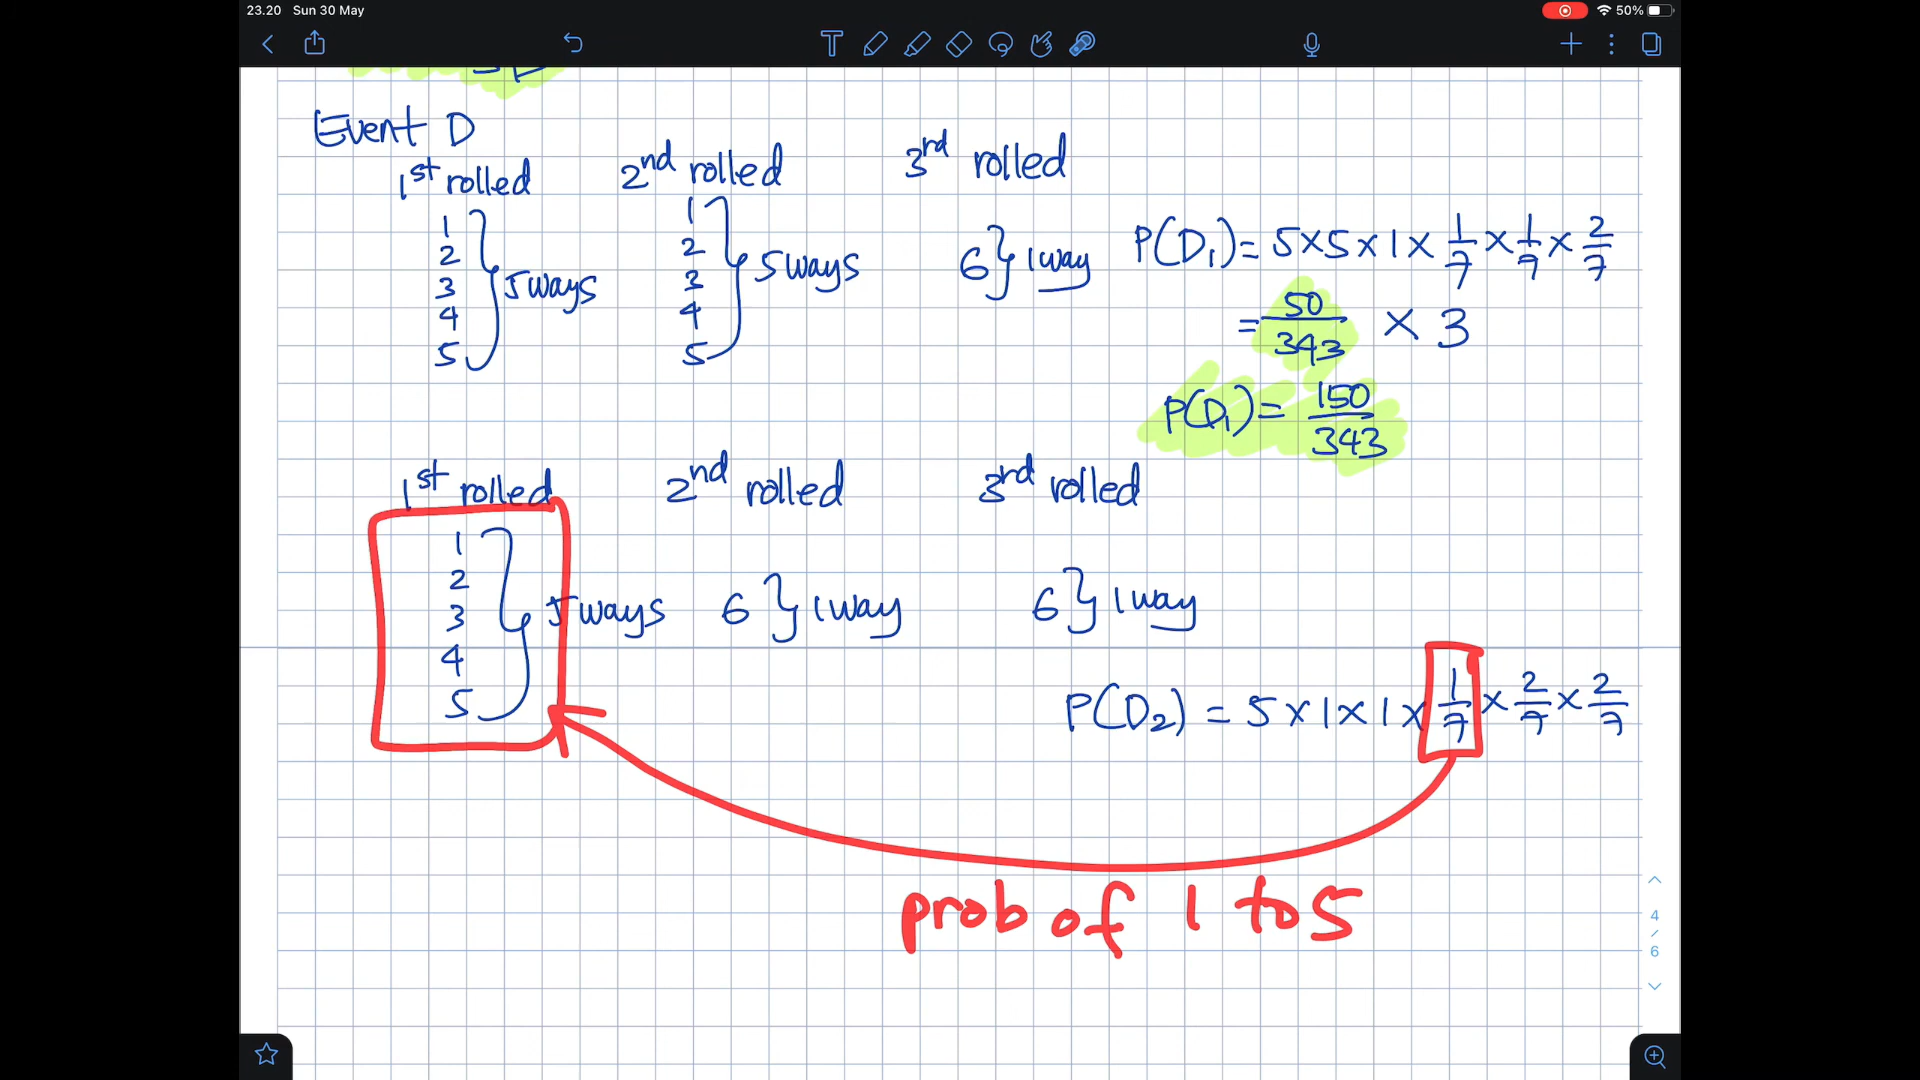 23.20 Sun 30 May
50%
Event D
1st rolled 2nd rolled 3rd rolled
1
2
3
4
5
5 ways
1
2
3
4
5
5 ways
6 } 1 way
P(D₁) = 5 × 5 × 1 × 1/7 × 1/7 × 2/7
= 50/343 × 3
P(D₁) = 150/343
1st rolled 2nd rolled 3rd rolled
1
2
3
4
5
5 ways
6 } 1 way
6 } 1 way
P(D₂) = 5 × 1 × 1 × 1/7 × 2/7 × 2/7
prob of 1 to 5
4
/
6